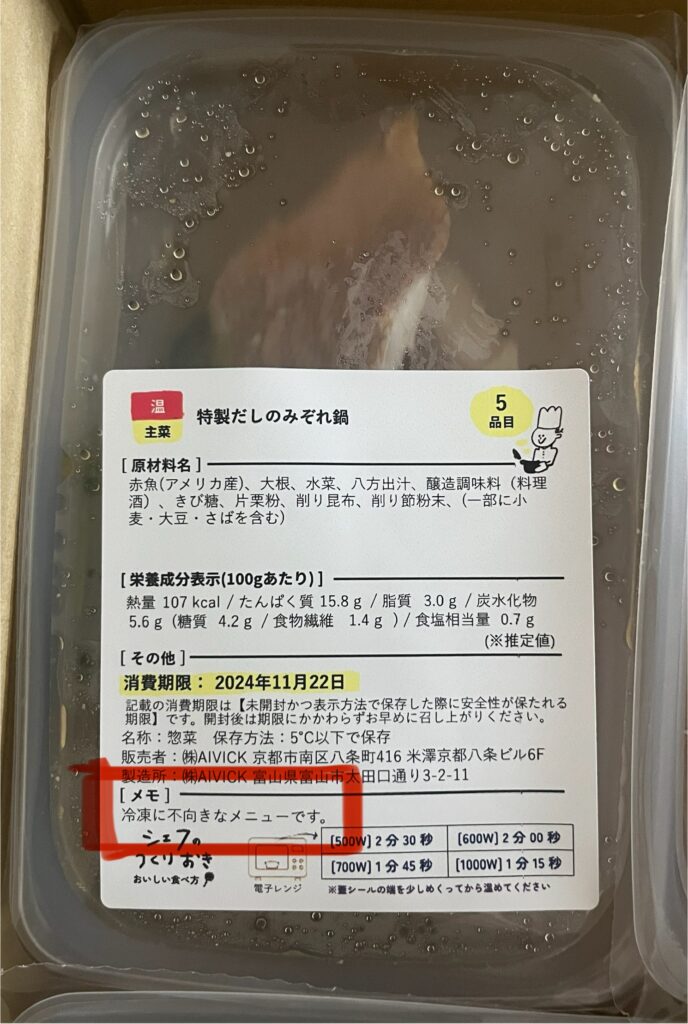 温
主菜
特製だしのみぞれ鍋
5
品目
[ 原材料名 ]
赤魚(アメリカ産)、大根、水菜、八方出汁、醸造調味料（料理
酒）、きび糖、片栗粉、削り昆布、削り節粉末、(一部に小
麦・大豆・さばを含む)
[ 栄養成分表示(100gあたり) ]
熱量 107 kcal / たんぱく質 15.8 g / 脂質 3.0 g / 炭水化物
5.6 g（糖質 4.2 g / 食物繊維 1.4 g ）/ 食塩相当量 0.7 g
(※推定値)
[ その他 ]
消費期限： 2024年11月22日
記載の消費期限は【未開封かつ表示方法で保存した際に安全性が保たれる
期限】です。開封後は期限にかかわらずお早めに召し上がりください。
名称：惣菜 保存方法：5℃以下で保存
販売者：㈱AIVICK 京都市南区八条町416 米澤京都八条ビル6F
製造所：㈱AIVICK 富山県富山市太田口通り3-2-11
[ メモ ]
冷凍に不向きなメニューです。
シェフの
つくりおき
おいしい食べ方
電子レンジ
[500W] 2 分 30 秒 [600W] 2 分 00 秒
[700W] 1 分 45 秒 [1000W] 1 分 15 秒
※蓋シールの端を少しめくってから温めてください